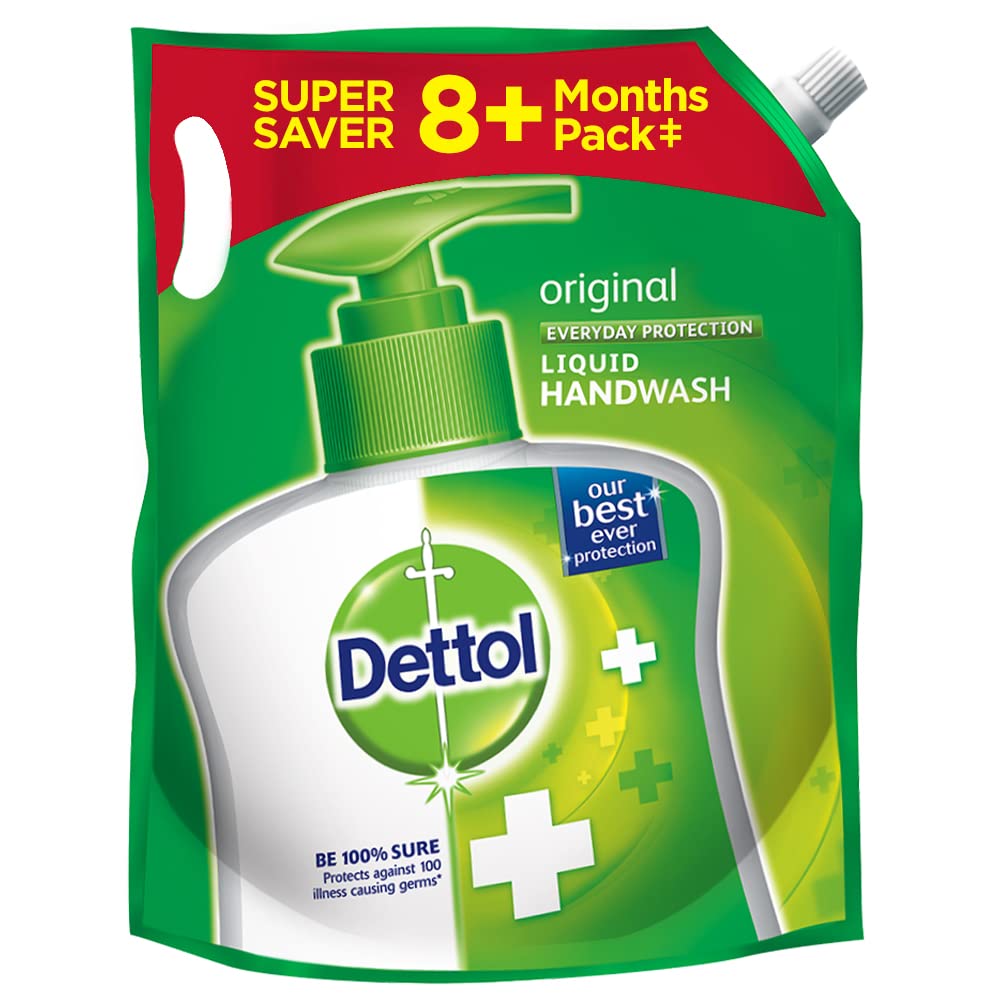 SUPER SAVER 8+ Months Pack‡
original
EVERYDAY PROTECTION
LIQUID
HANDWASH
our
best
ever
protection
Dettol
BE 100% SURE
Protects against 100
illness causing germs*